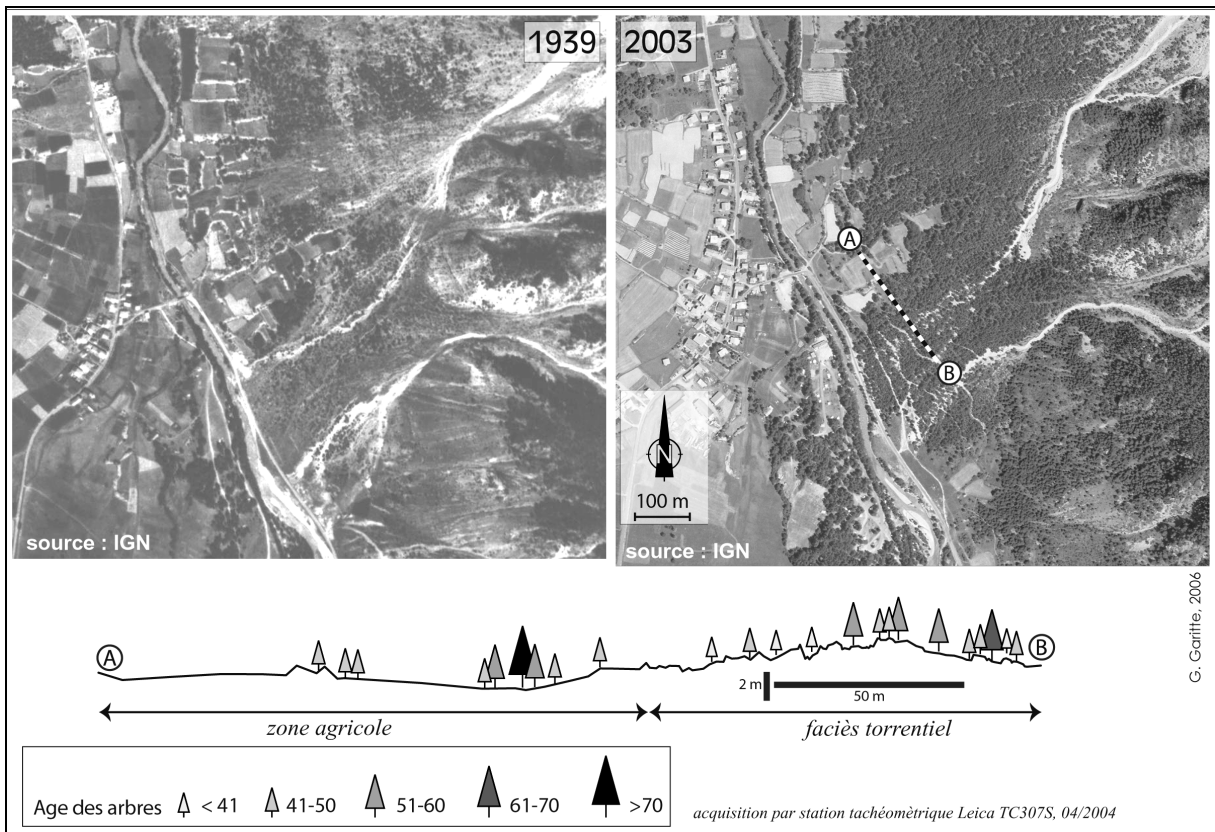 1939
2003
A
B
N
100 m
source : IGN
source : IGN
G. Garitte, 2006
A
B
2 m
50 m
zone agricole
faciès torrentiel
Age des arbres < 41 41-50 51-60 61-70 >70
acquisition par station tachéomètrique Leica TC307S, 04/2004